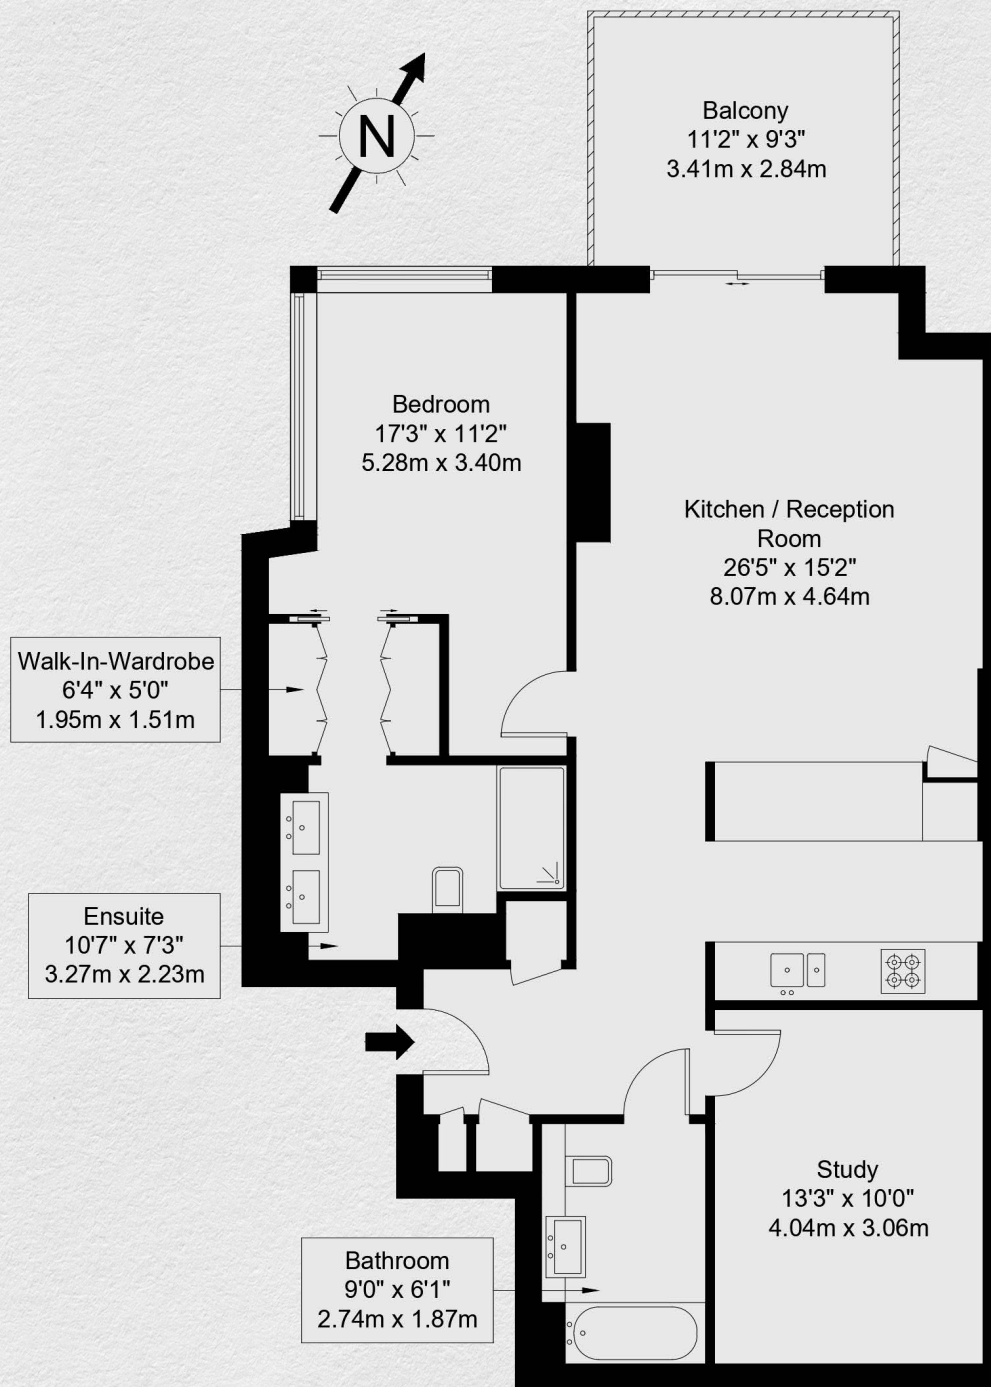 N
Balcony
11'2" x 9'3"
3.41m x 2.84m
Bedroom
17'3" x 11'2"
5.28m x 3.40m
Kitchen / Reception
Room
26'5" x 15'2"
8.07m x 4.64m
Walk-In-Wardrobe
6'4" x 5'0"
1.95m x 1.51m
Ensuite
10'7" x 7'3"
3.27m x 2.23m
Study
13'3" x 10'0"
4.04m x 3.06m
Bathroom
9'0" x 6'1"
2.74m x 1.87m